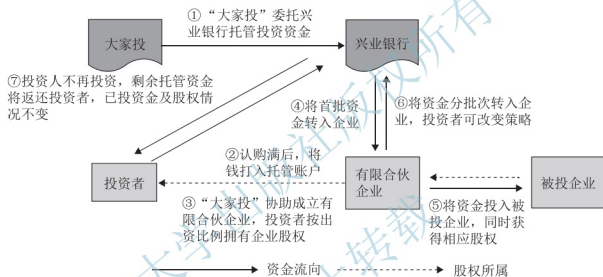 ①“大家投”委托兴
业银行托管投资资金
大家投
兴业银行
⑦投资人不再投资，剩余托管资金
将返还投资者，已投资金及股权情
况不变
④将首批资
金转入企业
⑥将资金分批次转入企
业，投资者可改变策略
②认购满后，将
钱打入托管账户
投资者
有限合伙
企业
被投企业
③“大家投”协助成立有
限合伙企业，投资者按出
资比例拥有企业股权
⑤将资金投入被
投企业，同时获
得相应股权
资金流向
股权所属